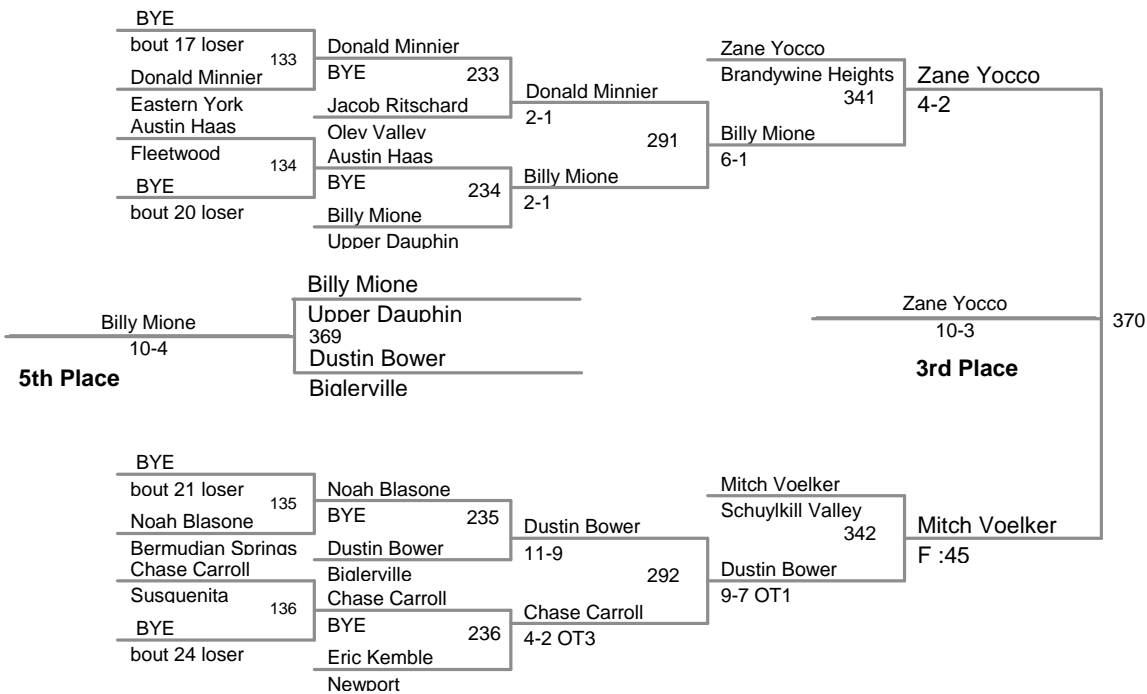 BYE
bout 17 loser
133
Donald Minnier
Eastern York
Austin Haas
Fleetwood
134
BYE
bout 20 loser
Donald Minnier
BYE
233
Jacob Ritschard
Oley Valley
Austin Haas
BYE
234
Billy Mione
Upper Dauphin
Donald Minnier
2-1
291
Billy Mione
2-1
Zane Yocco
Brandywine Heights
341
Billy Mione
6-1
Zane Yocco
4-2
Billy Mione
Upper Dauphin
369
Dustin Bower
Biglerville
Billy Mione
10-4
5th Place
Zane Yocco
10-3
3rd Place
370
BYE
bout 21 loser
135
Noah Blasone
Bermudian Springs
Chase Carroll
Susquenita
136
BYE
bout 24 loser
Noah Blasone
BYE
235
Dustin Bower
Biglerville
Chase Carroll
BYE
236
Eric Kemble
Newport
Dustin Bower
11-9
292
Chase Carroll
4-2 OT3
Mitch Voelker
Schuylkill Valley
342
Dustin Bower
9-7 OT1
Mitch Voelker
F :45